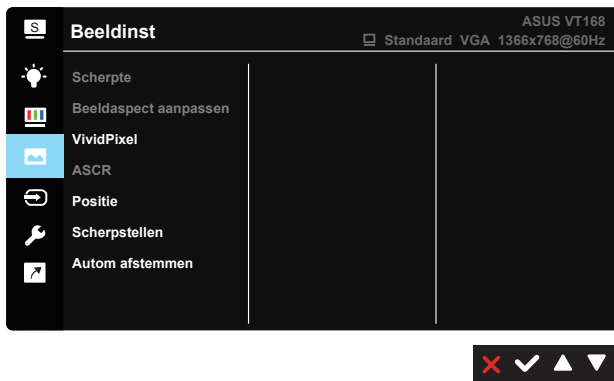 S
Beeldinst
ASUS VT168
Standaard VGA 1366x768@60Hz
Scherpte
Beeldaspect aanpassen
VividPixel
ASCR
Positie
Scherpstellen
Autom afstemmen